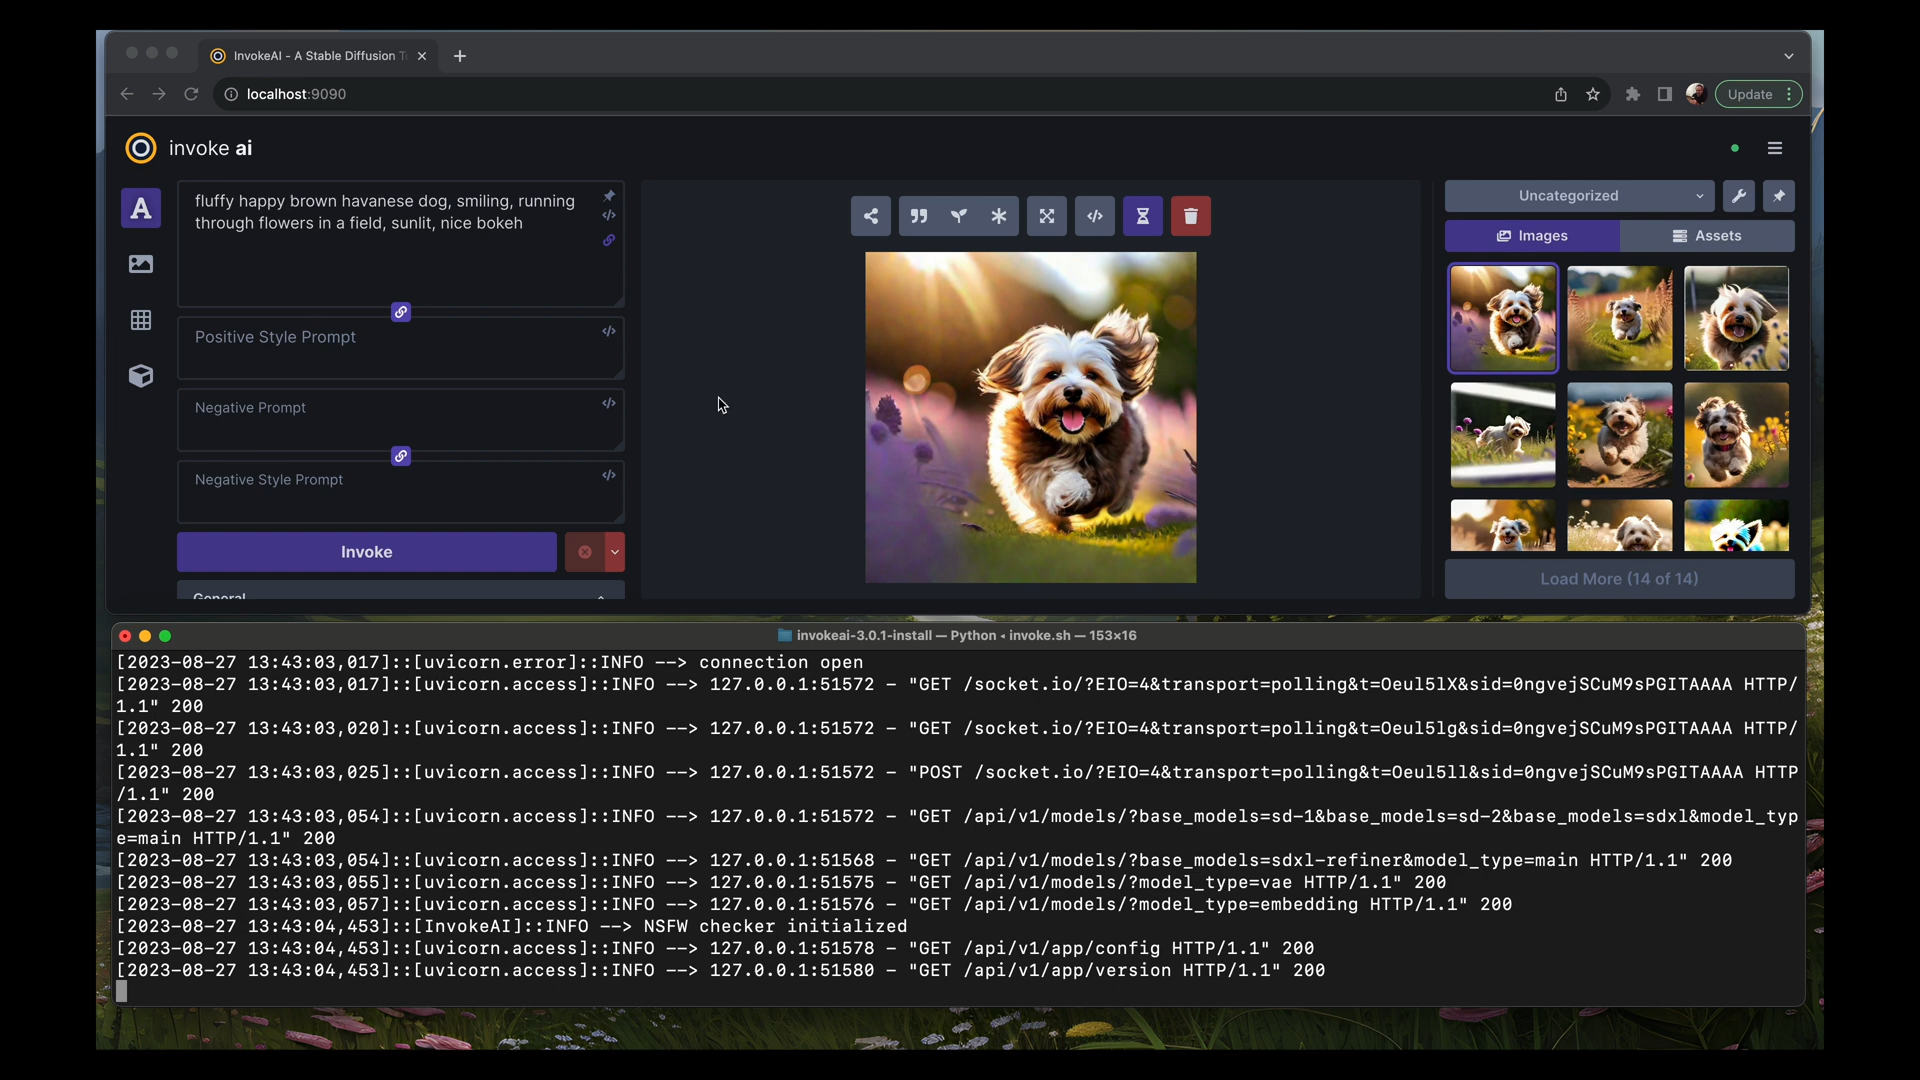 InvokeAI - A Stable Diffusion T
localhost:9090
Update
invoke ai
fluffy happy brown havanese dog, smiling, running
through flowers in a field, sunlit, nice bokeh
Positive Style Prompt
Negative Prompt
Negative Style Prompt
Invoke
General
Uncategorized
Images
Assets
Load More (14 of 14)
invokeai-3.0.1-install — Python ◂ invoke.sh — 153×16
[2023-08-27 13:43:03,017]::[uvicorn.error]::INFO --> connection open
[2023-08-27 13:43:03,017]::[uvicorn.access]::INFO --> 127.0.0.1:51572 - "GET /socket.io/?EIO=4&transport=polling&t=Oeul5lX&sid=0ngvejSCuM9sPGITAAAA HTTP/
1.1" 200
[2023-08-27 13:43:03,020]::[uvicorn.access]::INFO --> 127.0.0.1:51572 - "GET /socket.io/?EIO=4&transport=polling&t=Oeul5lg&sid=0ngvejSCuM9sPGITAAAA HTTP/
1.1" 200
[2023-08-27 13:43:03,025]::[uvicorn.access]::INFO --> 127.0.0.1:51572 - "POST /socket.io/?EIO=4&transport=polling&t=Oeul5ll&sid=0ngvejSCuM9sPGITAAAA HTTP
/1.1" 200
[2023-08-27 13:43:03,054]::[uvicorn.access]::INFO --> 127.0.0.1:51572 - "GET /api/v1/models/?base_models=sd-1&base_models=sd-2&base_models=sdxl&model_typ
e=main HTTP/1.1" 200
[2023-08-27 13:43:03,054]::[uvicorn.access]::INFO --> 127.0.0.1:51568 - "GET /api/v1/models/?base_models=sdxl-refiner&model_type=main HTTP/1.1" 200
[2023-08-27 13:43:03,055]::[uvicorn.access]::INFO --> 127.0.0.1:51575 - "GET /api/v1/models/?model_type=vae HTTP/1.1" 200
[2023-08-27 13:43:03,057]::[uvicorn.access]::INFO --> 127.0.0.1:51576 - "GET /api/v1/models/?model_type=embedding HTTP/1.1" 200
[2023-08-27 13:43:04,453]::[InvokeAI]::INFO --> NSFW checker initialized
[2023-08-27 13:43:04,453]::[uvicorn.access]::INFO --> 127.0.0.1:51578 - "GET /api/v1/app/config HTTP/1.1" 200
[2023-08-27 13:43:04,453]::[uvicorn.access]::INFO --> 127.0.0.1:51580 - "GET /api/v1/app/version HTTP/1.1" 200